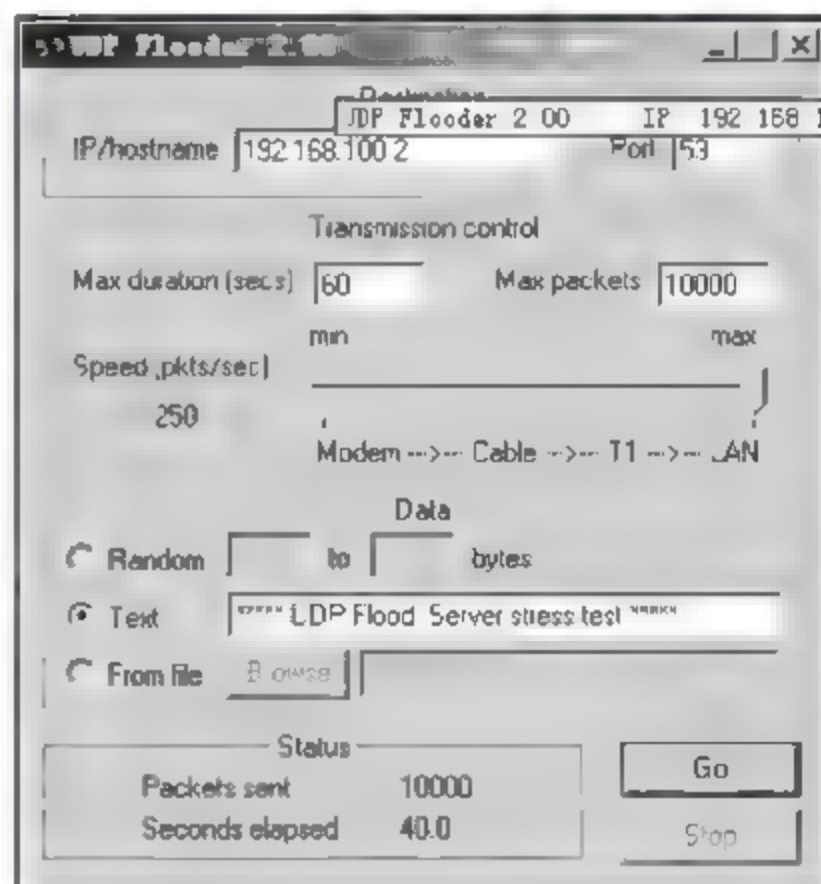 UDP Flooder 2.00
Destination
UDP Flooder 2 00 IP 192 168 1
IP/hostname 192.168.100 2 Port 53
Transmission control
Max duration (secs) 60 Max packets 10000
min max
Speed (pkts/sec)
250
Modem --->--- Cable --->--- T1 --->--- LAN
Data
Random to bytes
Text ***** UDP Flood Server stress test *****
From file Browse
Status
Packets sent 10000
Seconds elapsed 40.0
Go
Stop